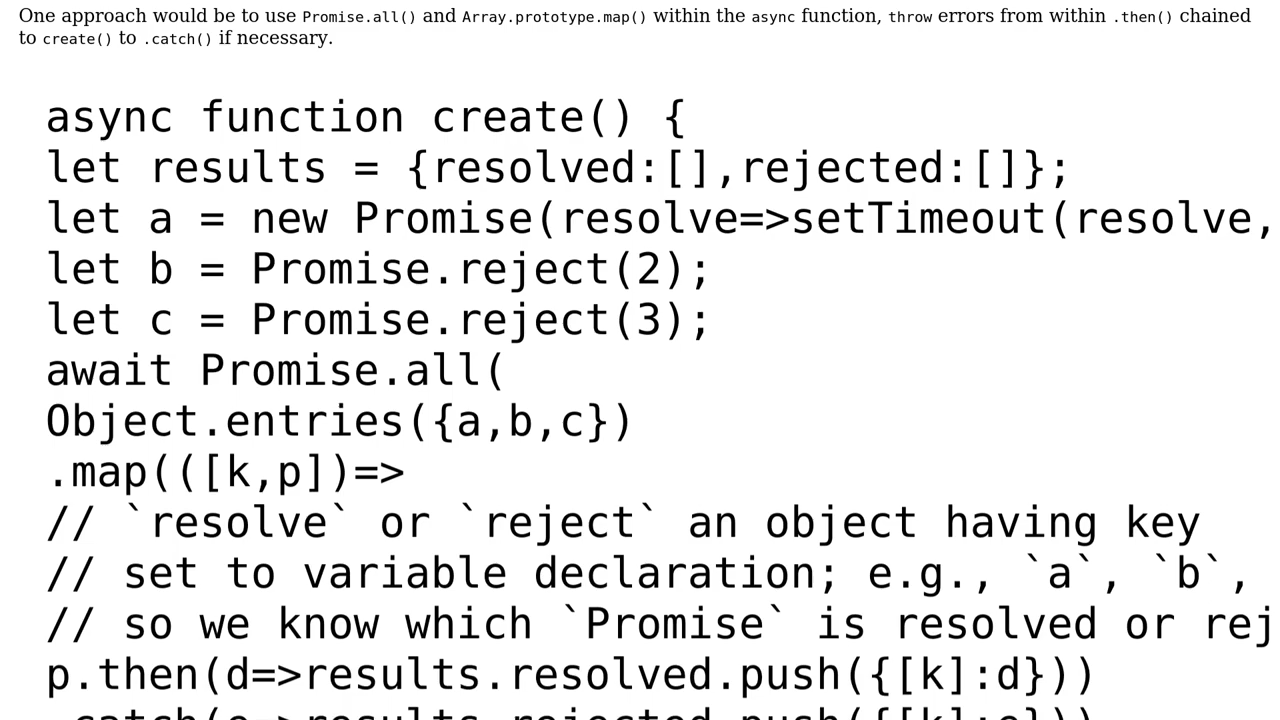 One approach would be to use Promise.all() and Array.prototype.map() within the async function, throw errors from within .then() chained
to create() to .catch() if necessary.
async function create() {
let results = {resolved:[],rejected:[]};
let a = new Promise(resolve=>setTimeout(resolve,
let b = Promise.reject(2);
let c = Promise.reject(3);
await Promise.all(
Object.entries({a,b,c})
.map(([k,p])=>
// `resolve` or `reject` an object having key
// set to variable declaration; e.g., `a`, `b`,
// so we know which `Promise` is resolved or rej
p.then(d=>results.resolved.push({[k]:d}))
.catch(e=>results.rejected.push({[k]:e}))